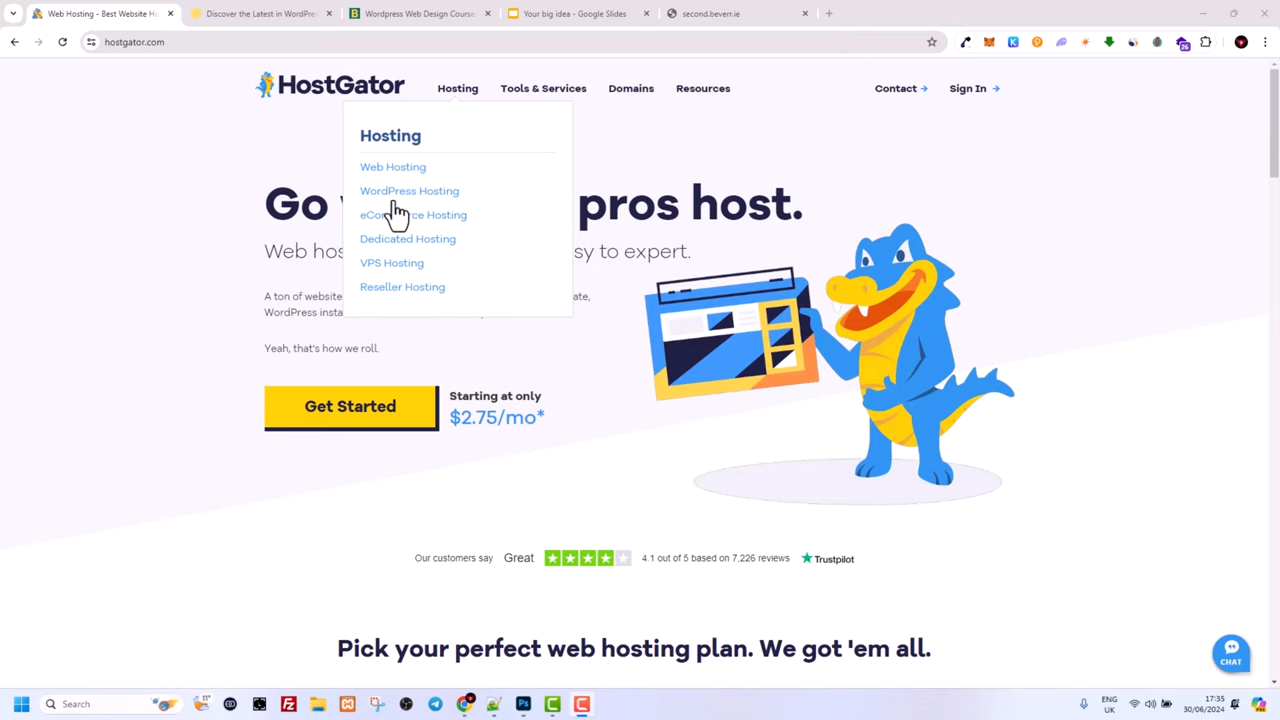 Web Hosting - Best Website Ho
Discover the Latest in WordPres
Wordpress Web Design Course
Your big idea - Google Slides
second.beverr.ie
hostgator.com
26
HostGator
Hosting
Tools & Services
Domains
Resources
Contact
Sign In
Hosting
Web Hosting
WordPress Hosting
eCommerce Hosting
Dedicated Hosting
VPS Hosting
Reseller Hosting
Go pros host.
Web hos sy to expert.
A ton of website ate,
WordPress insta
Yeah, that's how we roll.
Get Started
Starting at only
$2.75/mo*
Our customers say Great 4.1 out of 5 based on 7,226 reviews Trustpilot
Pick your perfect web hosting plan. We got 'em all.
CHAT
Search
11°
ENG
UK
17:35
30/06/2024